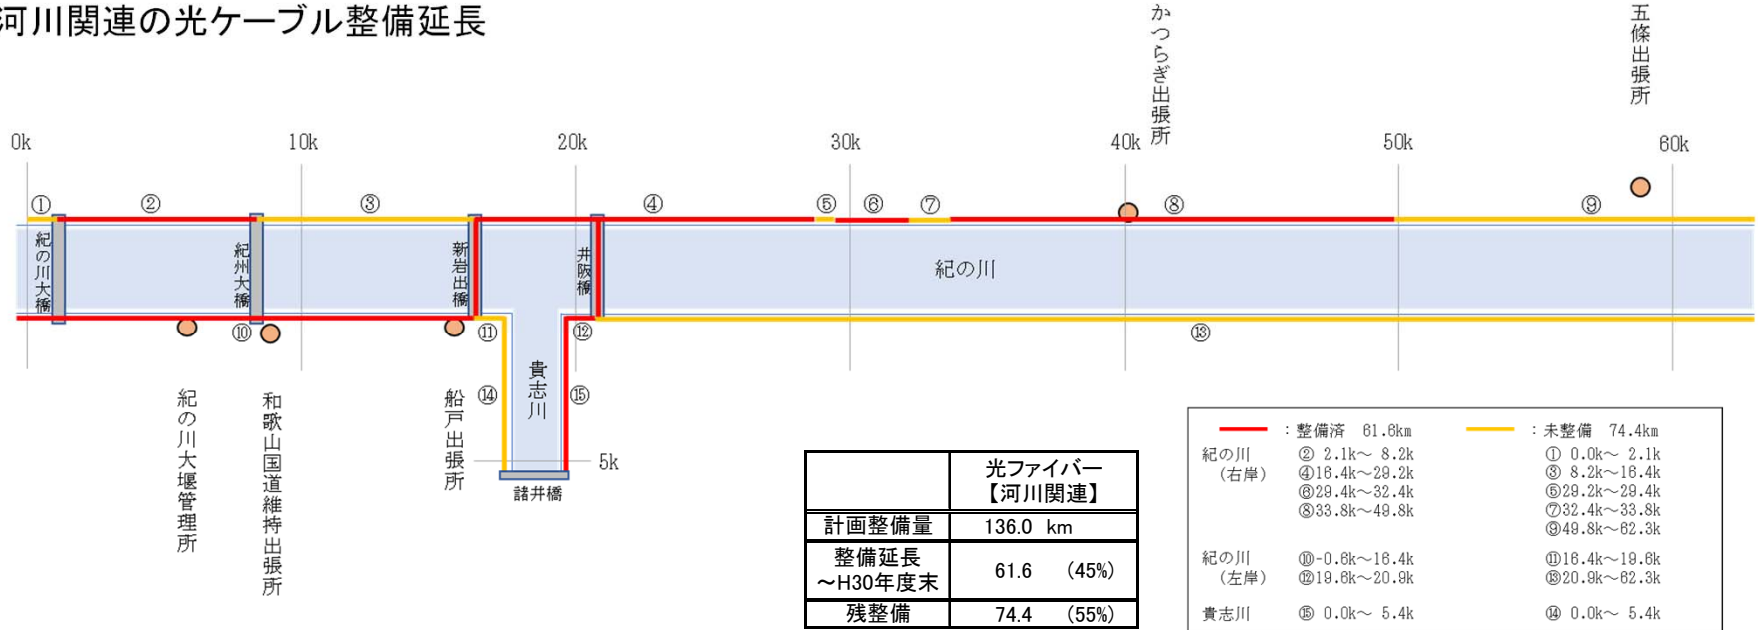 河川関連の光ケーブル整備延長
かつらぎ出張所
五條出張所
0k
10k
20k
30k
40k
50k
60k
①
②
③
④
⑤
⑥
⑦
⑧
⑨
紀の川大橋
紀州大橋
新岩出橋
井阪橋
紀の川
⑩
⑪
⑫
⑬
貴志川
⑭
⑮
5k
諸井橋
紀の川大堰管理所
和歌山国道維持出張所
船戸出張所
光ファイバー
【河川関連】
計画整備量 136.0 km
整備延長
～H30年度末 61.6 (45%)
残整備 74.4 (55%)
：整備済 61.6km ：未整備 74.4km
紀の川 ② 2.1k～ 8.2k ① 0.0k～ 2.1k
(右岸) ④16.4k～29.2k ③ 8.2k～16.4k
⑥29.4k～32.4k ⑤29.2k～29.4k
⑧33.8k～49.8k ⑦32.4k～33.8k
⑨49.8k～62.3k
紀の川 ⑩-0.6k～16.4k ⑪16.4k～19.6k
(左岸) ⑫19.6k～20.9k ⑬20.9k～62.3k
貴志川 ⑮ 0.0k～ 5.4k ⑭ 0.0k～ 5.4k